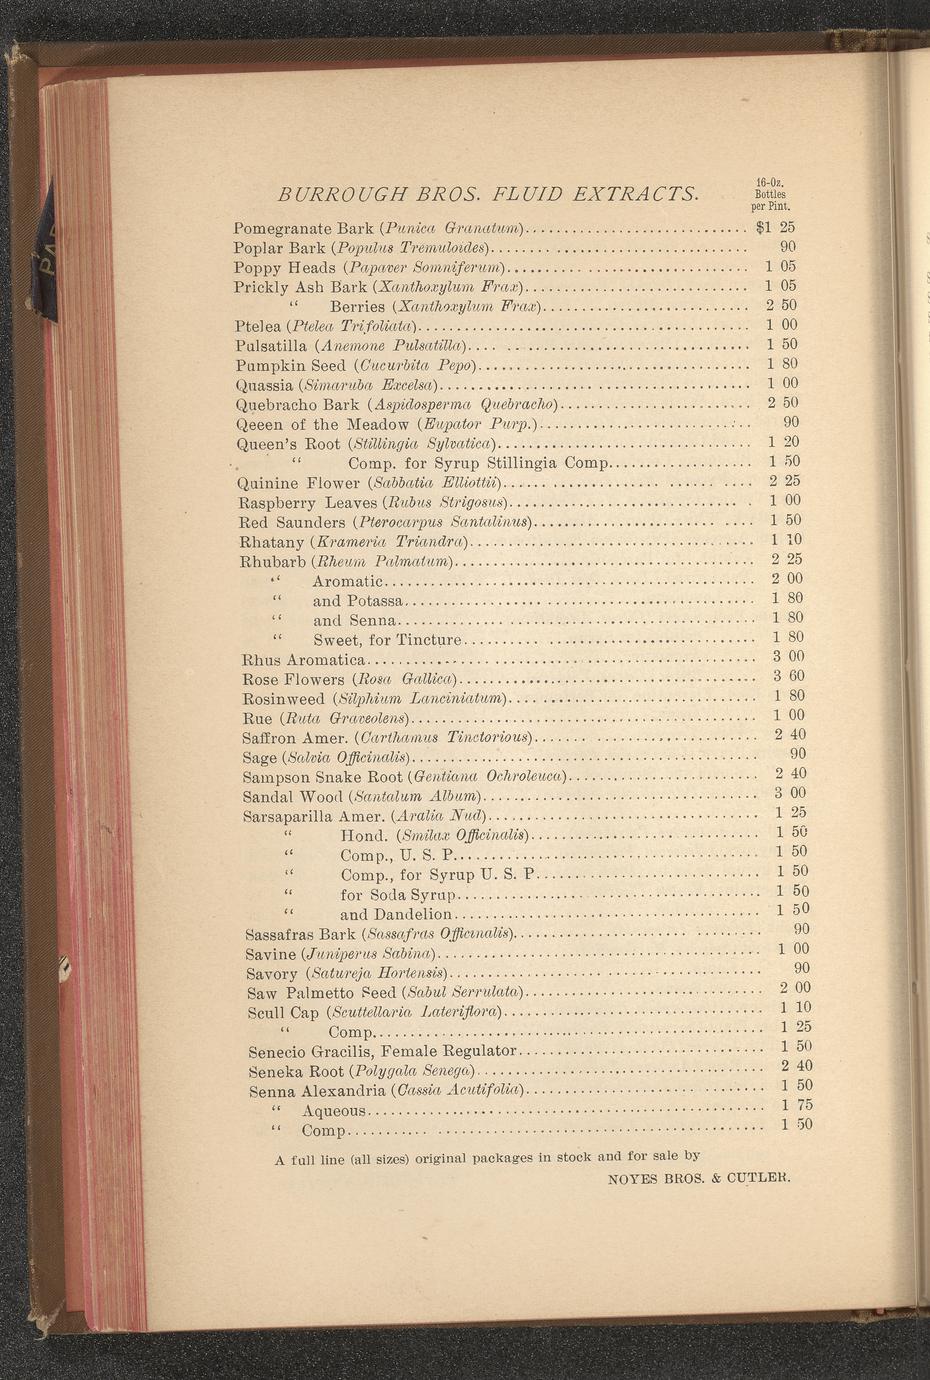 BURROUGH BROS. FLUID EXTRACTS.
16-Oz.
Bottles
per Pint.
Pomegranate Bark (Punica Granatum)............................ $1 25
Poplar Bark (Populus Tremuloides)............................ 90
Poppy Heads (Papaver Somniferum)............................ 1 05
Prickly Ash Bark (Xanthoxylum Frax)............................ 1 05
“ Berries (Xanthoxylum Frax)............................ 2 50
Ptelea (Ptelea Trifoliata)............................ 1 00
Pulsatilla (Anemone Pulsatilla)............................ 1 50
Pumpkin Seed (Cucurbita Pepo)............................ 1 80
Quassia (Simaruba Excelsa)............................ 1 00
Quebracho Bark (Aspidosperma Quebracho)............................ 2 50
Qeeen of the Meadow (Eupator Purp.)............................ 90
Queen's Root (Stillingia Sylvatica)............................ 1 20
“ Comp. for Syrup Stillingia Comp............................ 1 50
Quinine Flower (Sabbatia Elliottii)............................ 2 25
Raspberry Leaves (Rubus Strigosus)............................ 1 00
Red Saunders (Pterocarpus Santalinus)............................ 1 50
Rhatany (Krameria Triandra)............................ 1 10
Rhubarb (Rheum Palmatum)............................ 2 25
“ Aromatic............................ 2 00
“ and Potassa............................ 1 80
“ and Senna............................ 1 80
“ Sweet, for Tincture............................ 1 80
Rhus Aromatica............................ 3 00
Rose Flowers (Rosa Gallica)............................ 3 60
Rosinweed (Silphium Lanciniatum)............................ 1 80
Rue (Ruta Graveolens)............................ 1 00
Saffron Amer. (Carthamus Tinctorious)............................ 2 40
Sage (Salvia Officinalis)............................ 90
Sampson Snake Root (Gentiana Ochroleuca)............................ 2 40
Sandal Wood (Santalum Album)............................ 3 00
Sarsaparilla Amer. (Aralia Nud)............................ 1 25
“ Hond. (Smilax Officinalis)............................ 1 50
“ Comp., U. S. P............................ 1 50
“ Comp., for Syrup U. S. P............................ 1 50
“ for Soda Syrup............................ 1 50
“ and Dandelion............................ 1 50
Sassafras Bark (Sassafras Officinalis)............................ 90
Savine (Juniperus Sabina)............................ 1 00
Savory (Satureja Hortensis)............................ 90
Saw Palmetto Seed (Sabul Serrulata)............................ 2 00
Scull Cap (Scuttellaria Lateriflora)............................ 1 10
“ Comp............................ 1 25
Senecio Gracilis, Female Regulator............................ 1 50
Seneka Root (Polygala Senega)............................ 2 40
Senna Alexandria (Cassia Acutifolia)............................ 1 50
“ Aqueous............................ 1 75
“ Comp............................ 1 50
A full line (all sizes) original packages in stock and for sale by
NOYES BROS. & CUTLER.